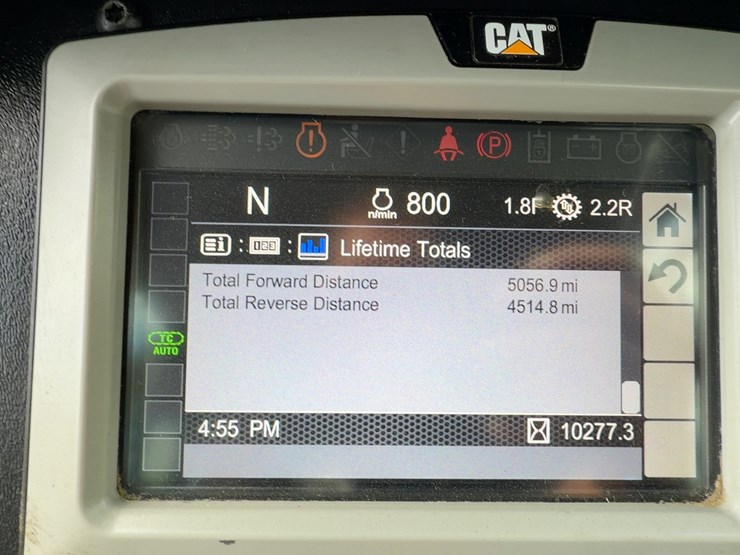 CAT®
P
N
n/min 800
1.8F
2.2R
123
Lifetime Totals
Total Forward Distance 5056.9 mi
Total Reverse Distance 4514.8 mi
TC
AUTO
4:55 PM
10277.3